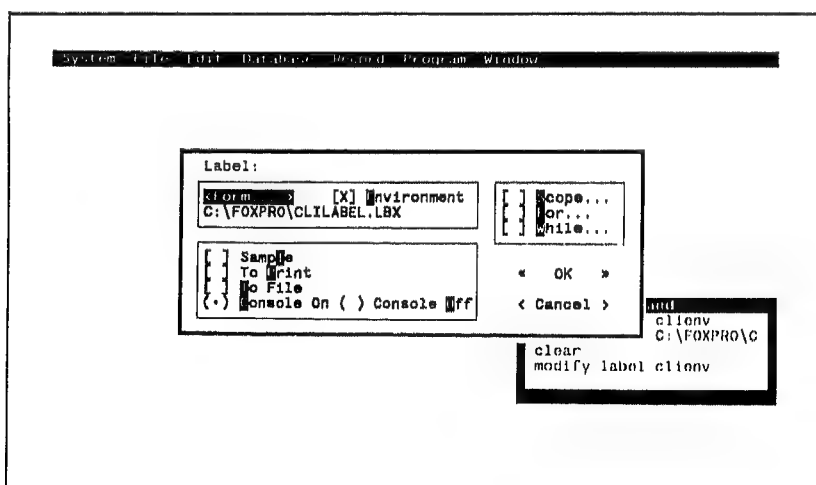 System File Edit Database Record Program Window
Label:
<Form... > [X] Environment
C:\FOXPRO\CLILABEL.LBX
[ ] Scope...
[ ] For...
[ ] While...
[ ] Sample
[ ] To Print
[ ] To File
(•) Console On ( ) Console Off
« OK »
< Cancel >
and
clienv
C:\FOXPRO\C
clear
modify label clienv